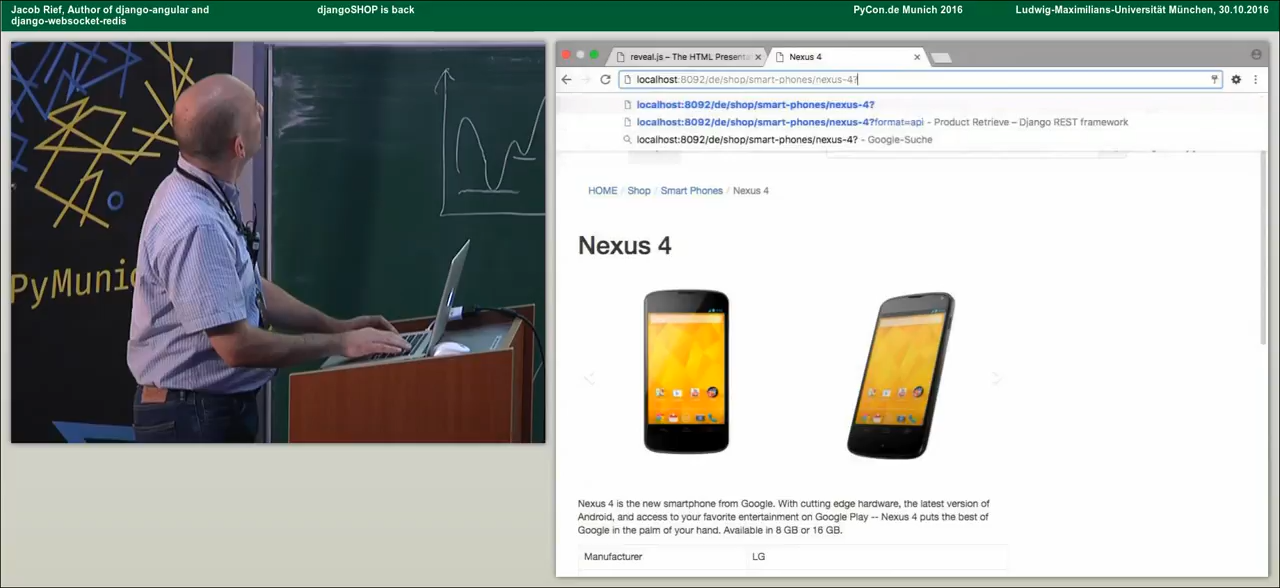 Jacob Rief, Author of django-angular and
django-websocket-redis
djangoSHOP is back
PyCon.de Munich 2016
Ludwig-Maximilians-Universität München, 30.10.2016
PyMunic
reveal.js – The HTML Presenta
Nexus 4
localhost:8092/de/shop/smart-phones/nexus-4?
localhost:8092/de/shop/smart-phones/nexus-4?
localhost:8092/de/shop/smart-phones/nexus-4?format=api - Product Retrieve – Django REST framework
localhost:8092/de/shop/smart-phones/nexus-4? - Google-Suche
HOME / Shop / Smart Phones / Nexus 4
Nexus 4
Nexus 4 is the new smartphone from Google. With cutting edge hardware, the latest version of
Android, and access to your favorite entertainment on Google Play -- Nexus 4 puts the best of
Google in the palm of your hand. Available in 8 GB or 16 GB.
Manufacturer LG